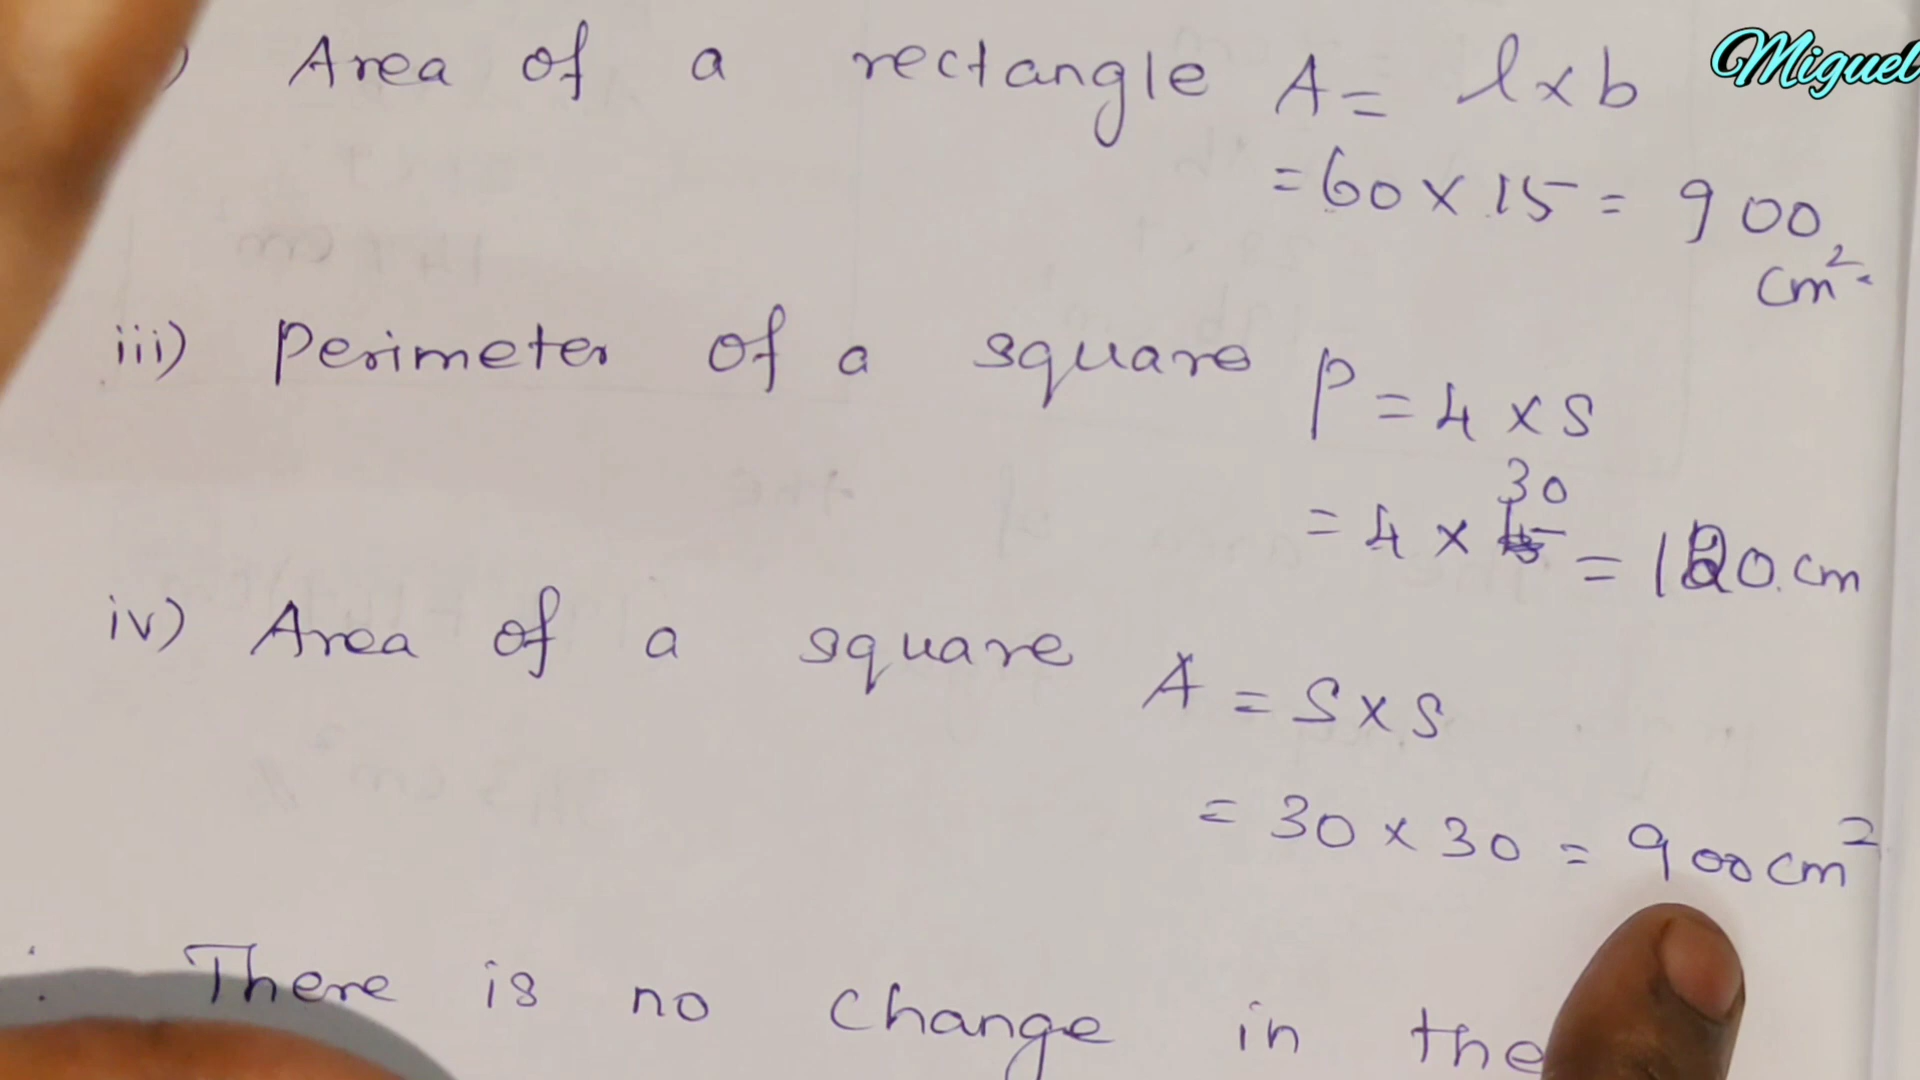 ) Area of a rectangle A = l × b
Miguel
= 60 × 15 = 900
cm².
iii) Perimeter of a square P = 4 × s
30
= 4 × = 120 cm
iv) Area of a square A = s × s
= 30 × 30 = 900 cm²
There is no change in the